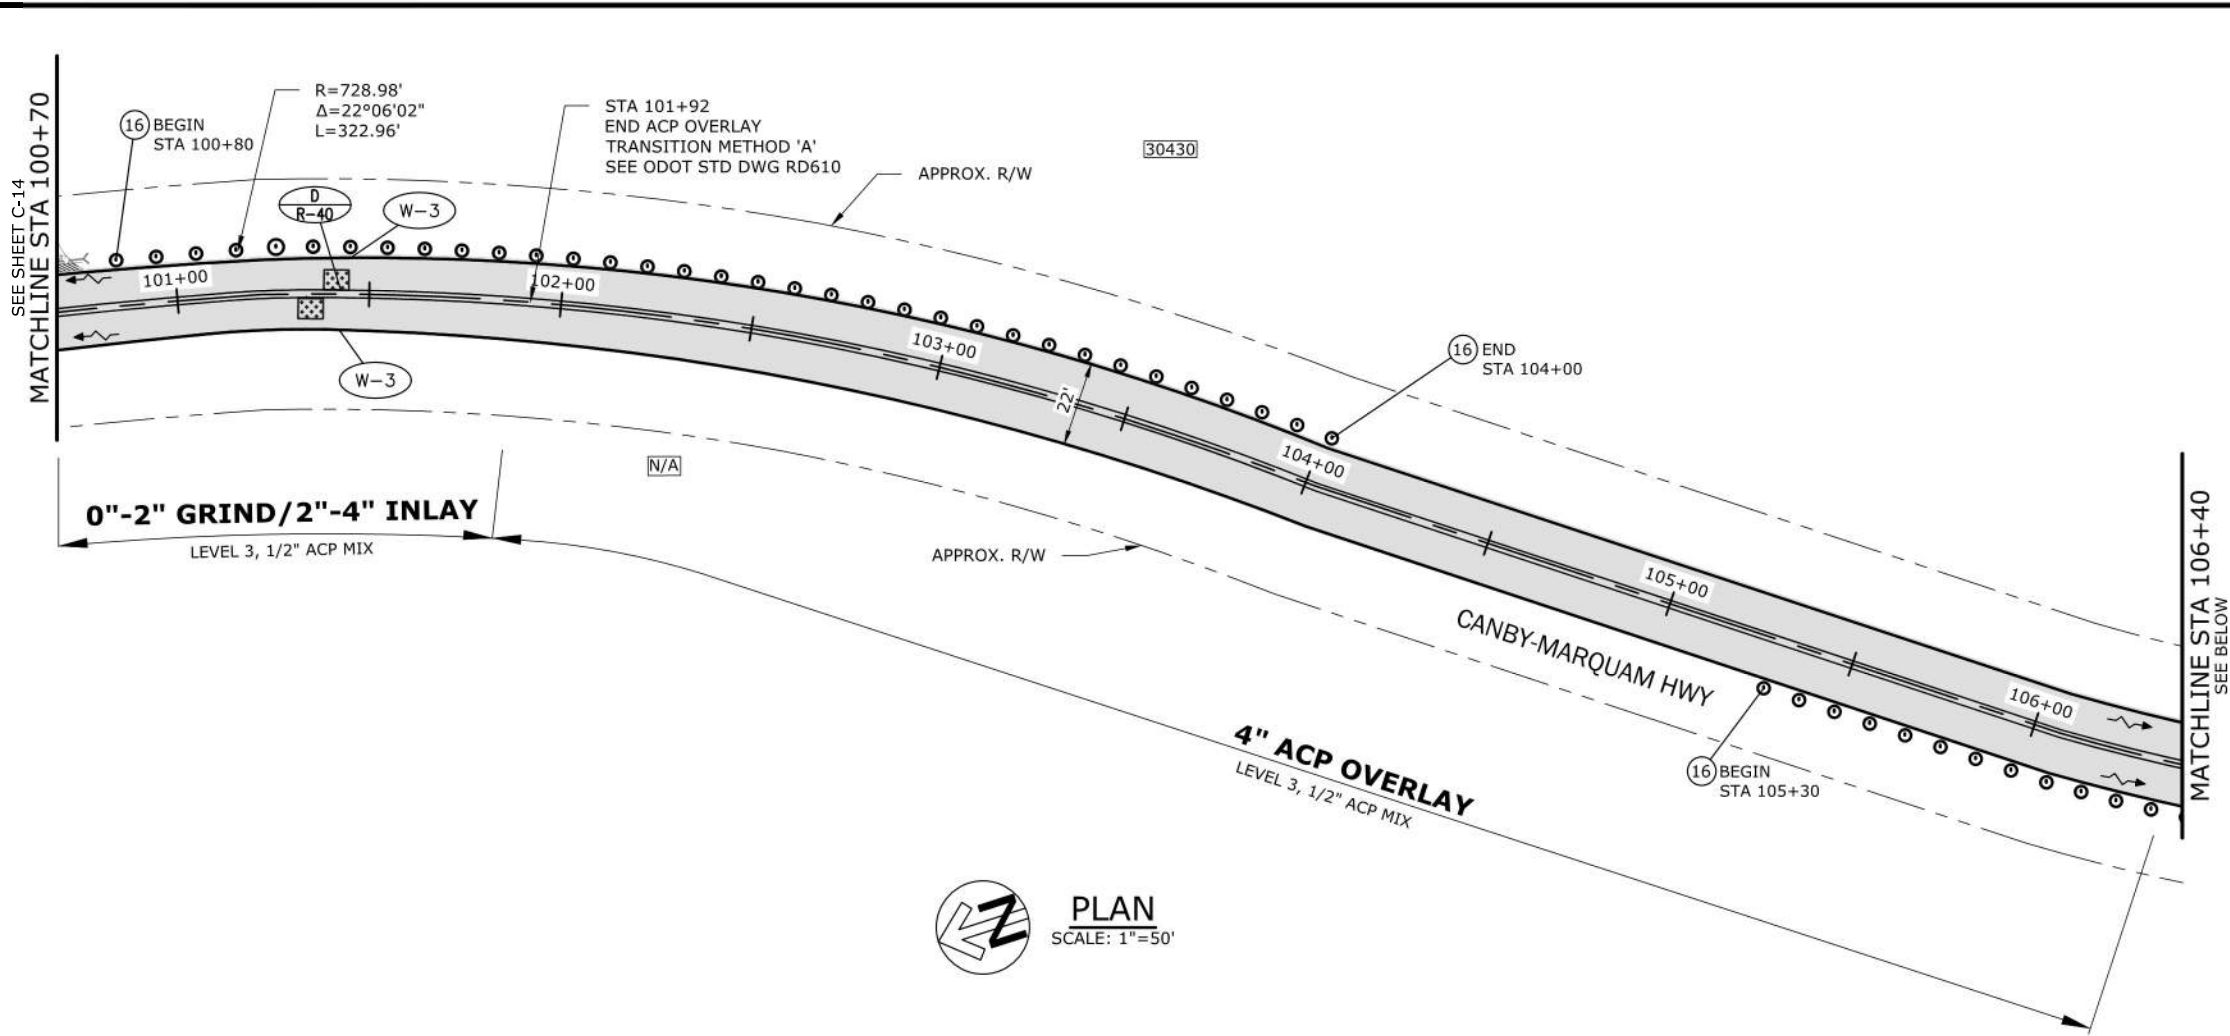 SEE SHEET C-14
MATCHLINE STA 100+70
16 BEGIN
STA 100+80
R=728.98'
Δ=22°06'02"
L=322.96'
STA 101+92
END ACP OVERLAY
TRANSITION METHOD 'A'
SEE ODOT STD DWG RD610
30430
APPROX. R/W
D
R-40
W-3
101+00
102+00
103+00
22'
16 END
STA 104+00
W-3
104+00
N/A
0"-2" GRIND/2"-4" INLAY
LEVEL 3, 1/2" ACP MIX
APPROX. R/W
105+00
CANBY-MARQUAM HWY
106+00
MATCHLINE STA 106+40
SEE BELOW
4" ACP OVERLAY
LEVEL 3, 1/2" ACP MIX
16 BEGIN
STA 105+30
N
PLAN
SCALE: 1"=50'